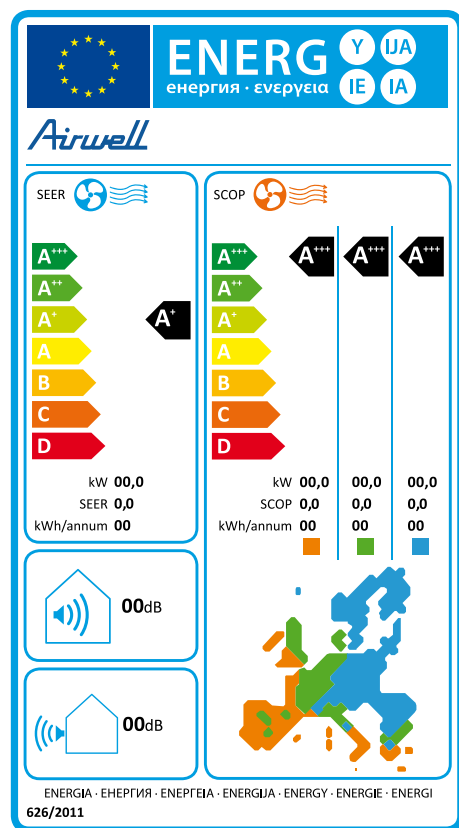 ENERG
енергия · ενεργεια
Y IJA
IE IA
Airwell
SEER
A+++
A++
A+
A
B
C
D
A+
kW 00,0
SEER 0,0
kWh/annum 00
SCOP
A+++
A++
A+
A
B
C
D
A+++ A+++ A+++
kW 00,0 00,0 00,0
SCOP 0,0 0,0 0,0
kWh/annum 00 00 00
00dB
00dB
ENERGIA · ЕНЕРГИЯ · ΕΝΕΡΓΕΙΑ · ENERGIJA · ENERGY · ENERGIE · ENERGI
626/2011